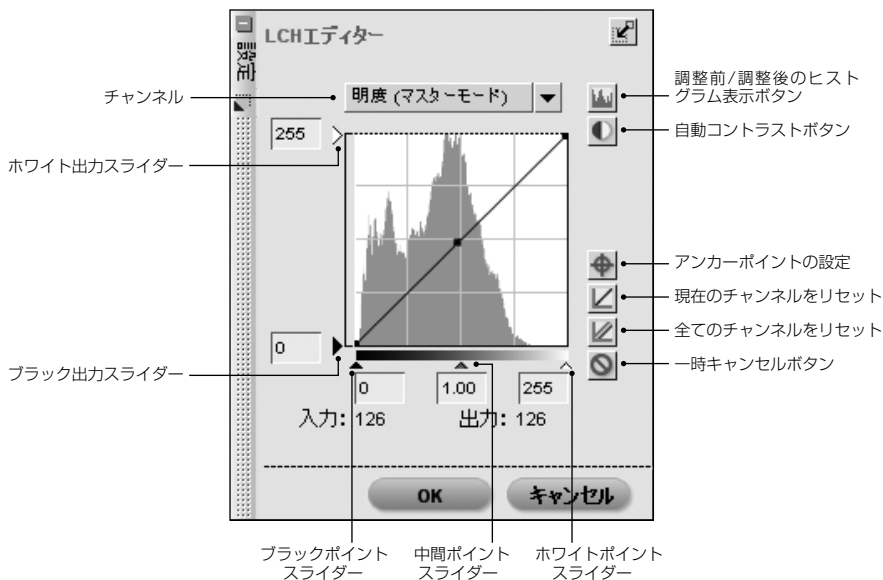 LCHエディター
設定
チャンネル
明度 (マスターモード)
調整前/調整後のヒスト
グラム表示ボタン
255
自動コントラストボタン
ホワイト出力スライダー
アンカーポイントの設定
現在のチャンネルをリセット
全てのチャンネルをリセット
0
ブラック出力スライダー
一時キャンセルボタン
0
1.00
255
入力: 126
出力: 126
OK
キャンセル
ブラックポイント
スライダー
中間ポイント
スライダー
ホワイトポイント
スライダー